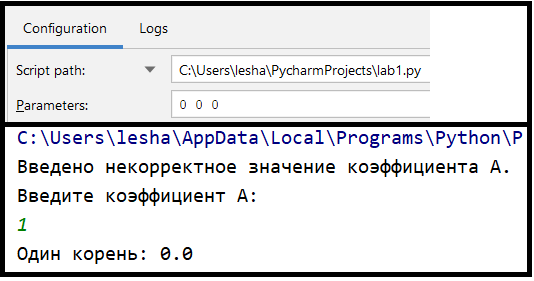 Configuration Logs
Script path: C:\Users\lesha\PycharmProjects\lab1.py
Parameters: 0 0 0
C:\Users\lesha\AppData\Local\Programs\Python\P
Введено некорректное значение коэффициента А.
Введите коэффициент А:
1
Один корень: 0.0